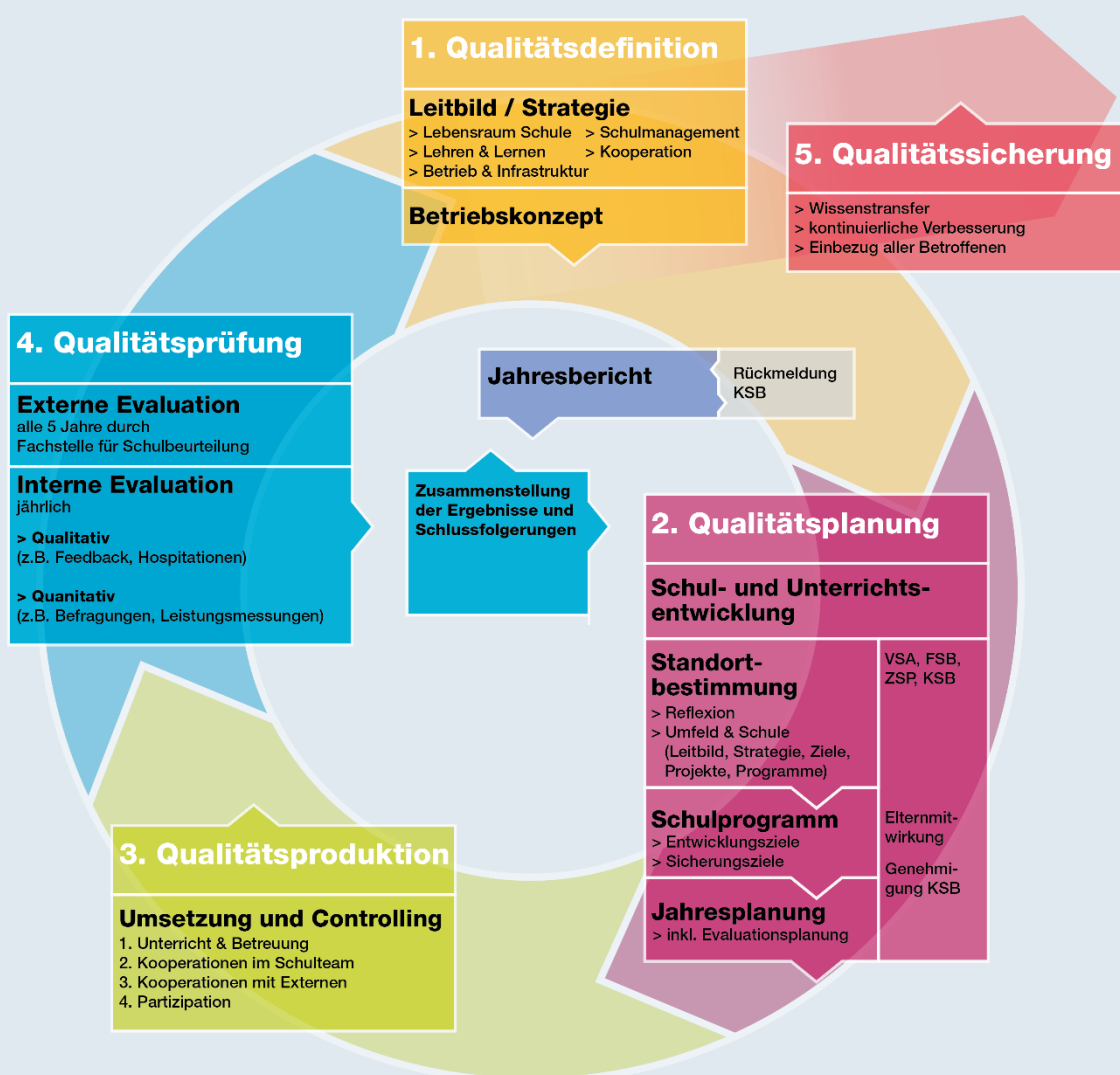 1. Qualitätsdefinition
Leitbild / Strategie
> Lebensraum Schule > Schulmanagement
> Lehren & Lernen > Kooperation
> Betrieb & Infrastruktur
Betriebskonzept
5. Qualitätssicherung
> Wissenstransfer
> kontinuierliche Verbesserung
> Einbezug aller Betroffenen
4. Qualitätsprüfung
Externe Evaluation
alle 5 Jahre durch
Fachstelle für Schulbeurteilung
Interne Evaluation
jährlich
> Qualitativ
(z.B. Feedback, Hospitationen)
> Quanitativ
(z.B. Befragungen, Leistungsmessungen)
Jahresbericht
Rückmeldung
KSB
Zusammenstellung
der Ergebnisse und
Schlussfolgerungen
2. Qualitätsplanung
Schul- und Unterrichts-
entwicklung
Standort-
bestimmung
> Reflexion
> Umfeld & Schule
(Leitbild, Strategie, Ziele,
Projekte, Programme)
VSA, FSB,
ZSP, KSB
Schulprogramm
> Entwicklungsziele
> Sicherungsziele
Elternmit-
wirkung
Genehmi-
gung KSB
Jahresplanung
> inkl. Evaluationsplanung
3. Qualitätsproduktion
Umsetzung und Controlling
1. Unterricht & Betreuung
2. Kooperationen im Schulteam
3. Kooperationen mit Externen
4. Partizipation